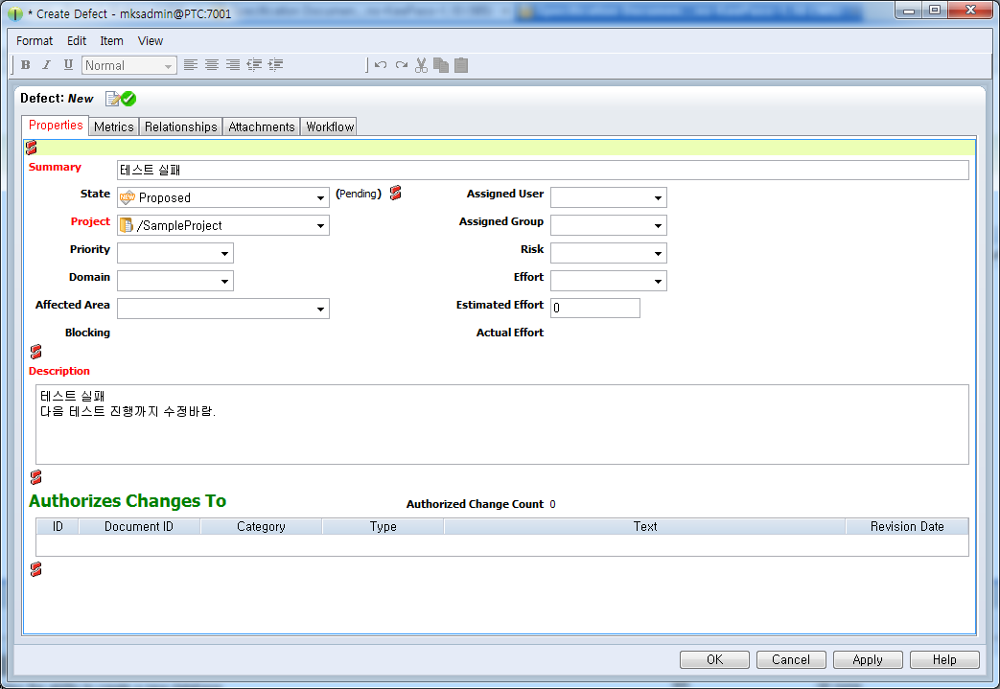 * Create Defect - mksadmin@PTC:7001
Format Edit Item View
B I U Normal
Defect: New
Properties Metrics Relationships Attachments Workflow
Summary 테스트 실패
State NEW Proposed (Pending) Assigned User
Project /SampleProject Assigned Group
Priority Risk
Domain Effort
Affected Area Estimated Effort 0
Blocking Actual Effort
Description
테스트 실패
다음 테스트 진행까지 수정바람.
Authorizes Changes To Authorized Change Count 0
ID Document ID Category Type Text Revision Date
OK Cancel Apply Help